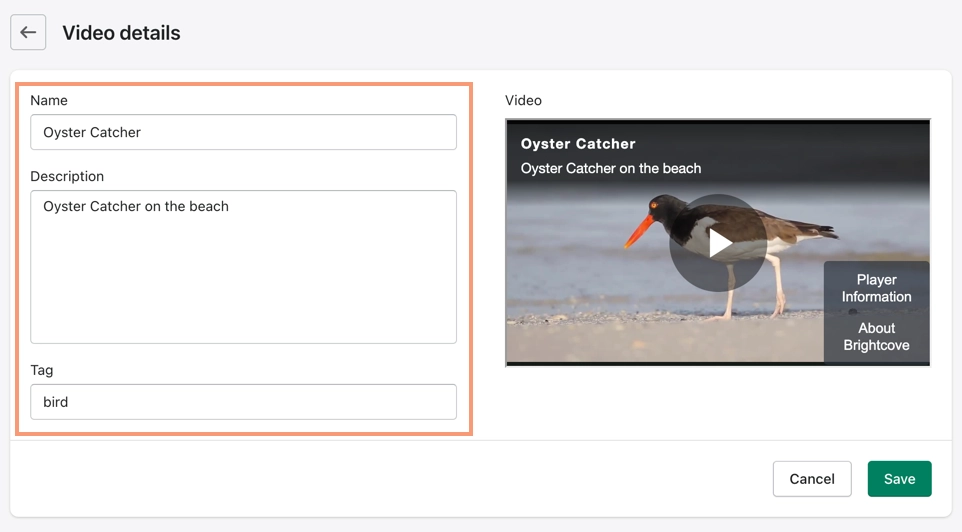 Video details
Name
Oyster Catcher
Description
Oyster Catcher on the beach
Tag
bird
Video
Oyster Catcher
Oyster Catcher on the beach
Player
Information
About
Brightcove
Cancel
Save